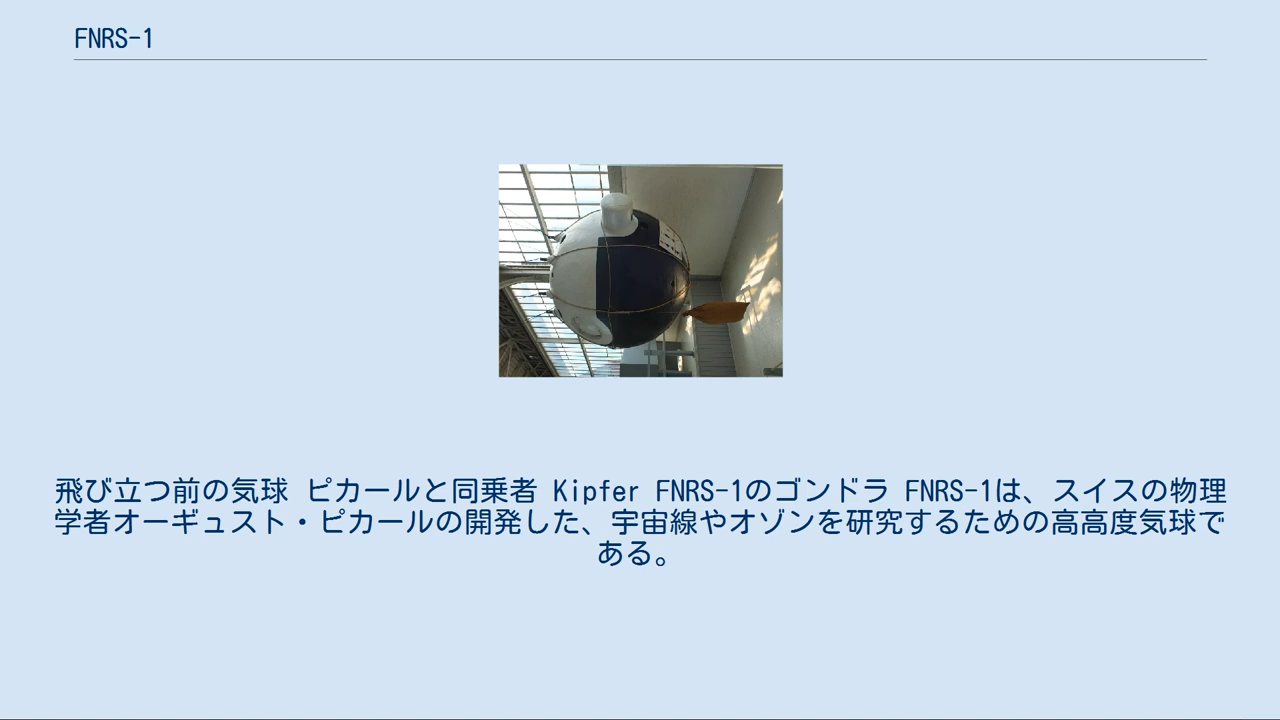 FNRS-1
飛び立つ前の気球 ピカールと同乗者 Kipfer FNRS-1のゴンドラ FNRS-1は、スイスの物理
学者オーギュスト・ピカールの開発した、宇宙線やオゾンを研究するための高高度気球で
ある。